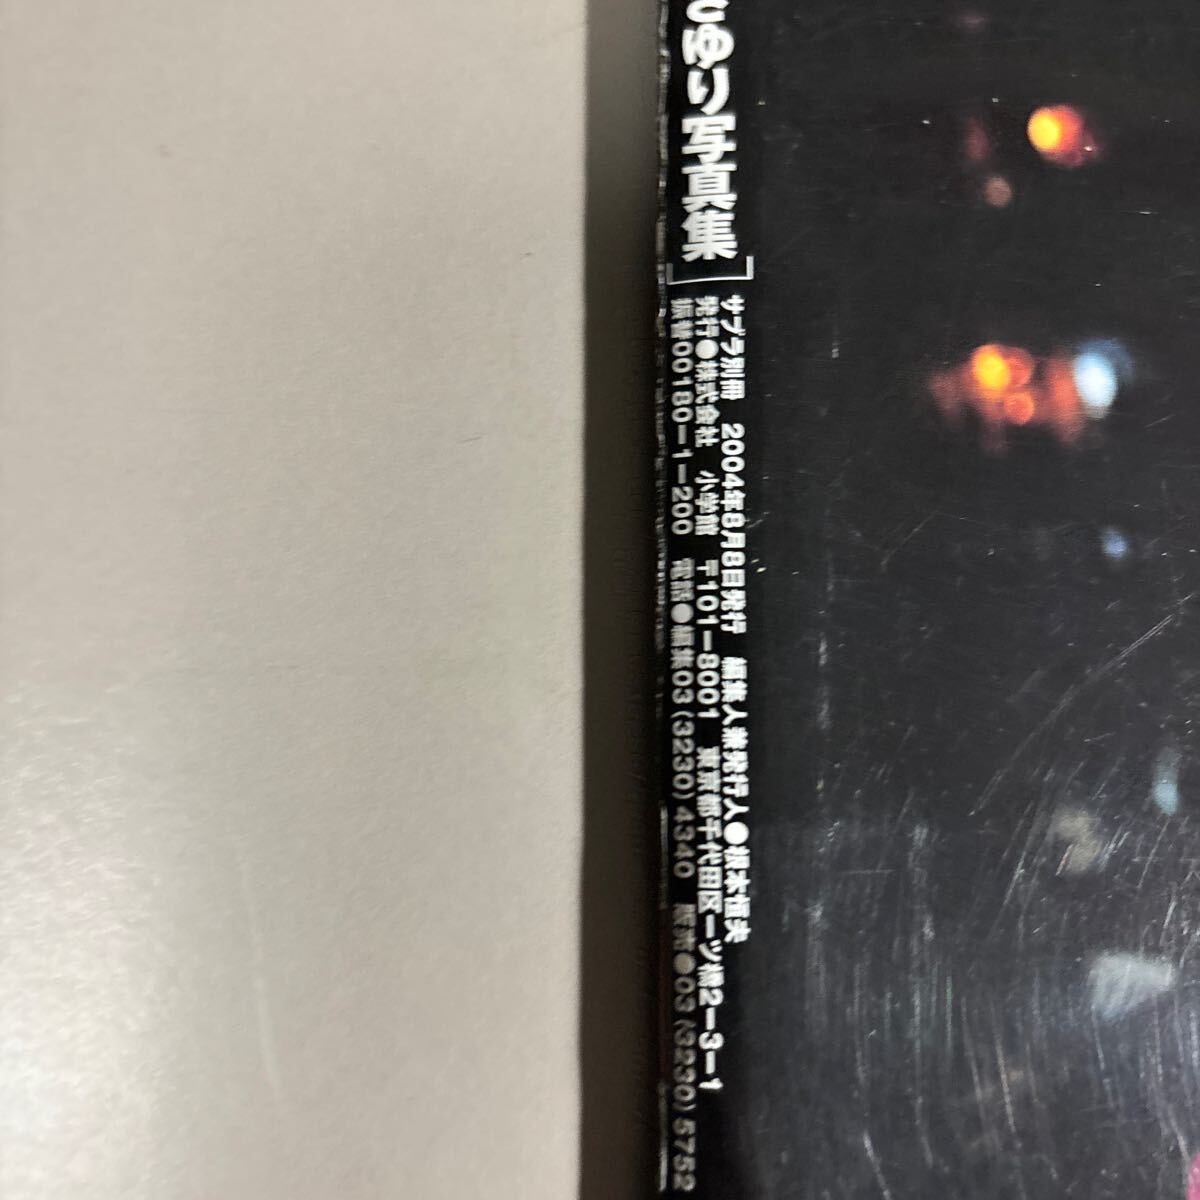 さゆり写真集
サブラ別冊 2004年8月8日発行 編集人兼発行人●根本恒夫
発行●株式会社 小学館 〒101-8001 東京都千代田区一ツ橋2-3-1
振替00180-1-200 電話●編集03(3230)4340 販売●03(3230)5752